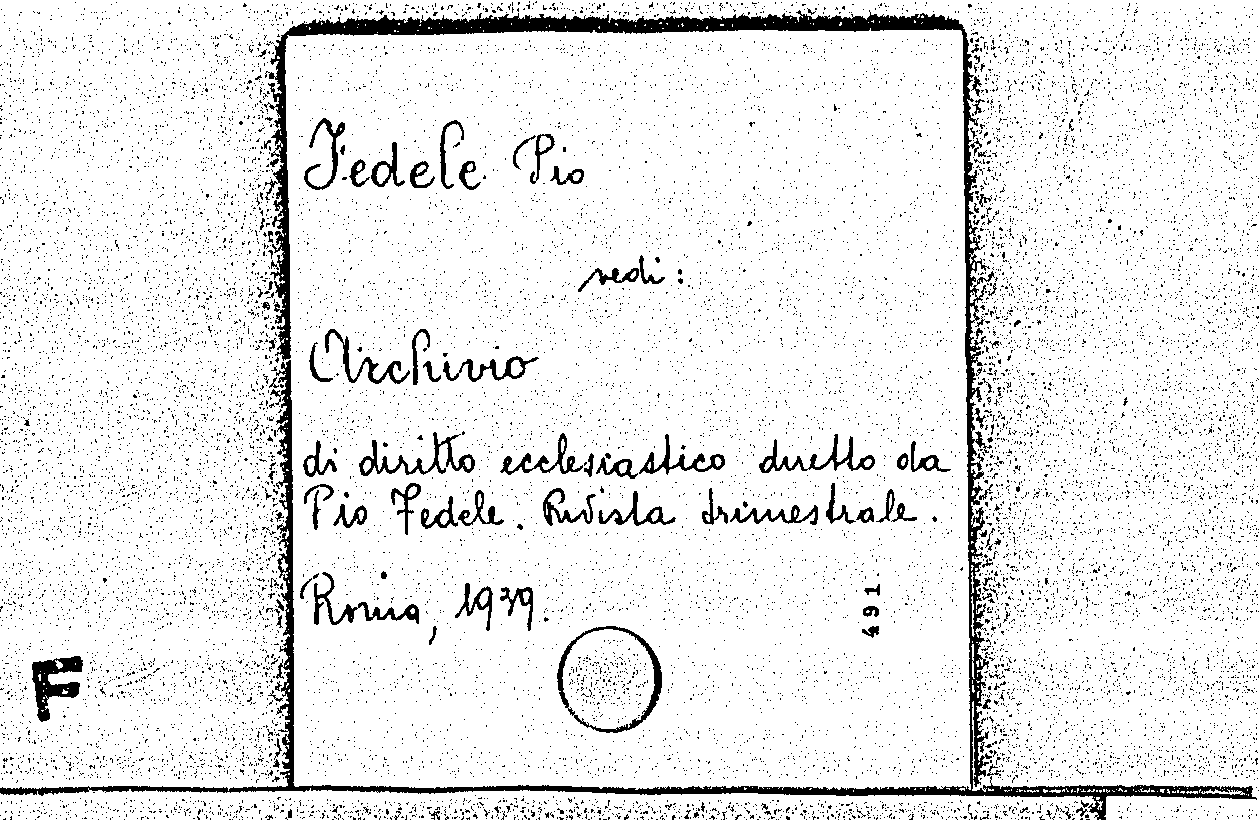 Fedele Pio
vedi:
Archivio
di diritto ecclesiastico diretto da
Pio Fedele. Rivista trimestrale.
Roma, 1939.
491
F